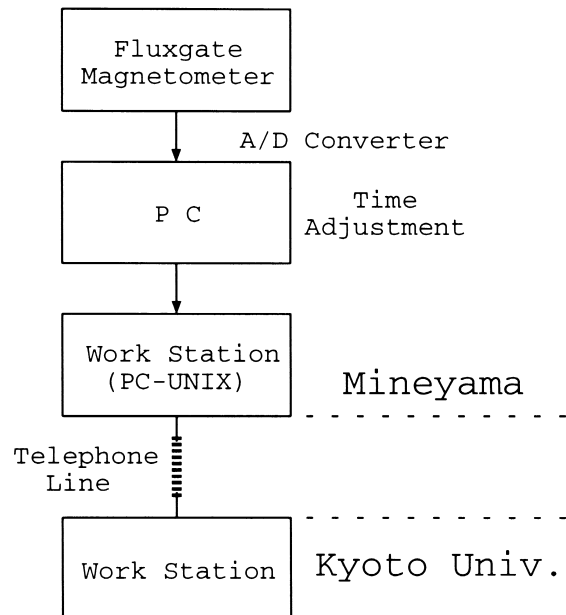 Fluxgate
Magnetometer
A/D Converter
P C
Time
Adjustment
Work Station
(PC-UNIX)
Mineyama
Telephone
Line
Work Station
Kyoto Univ.